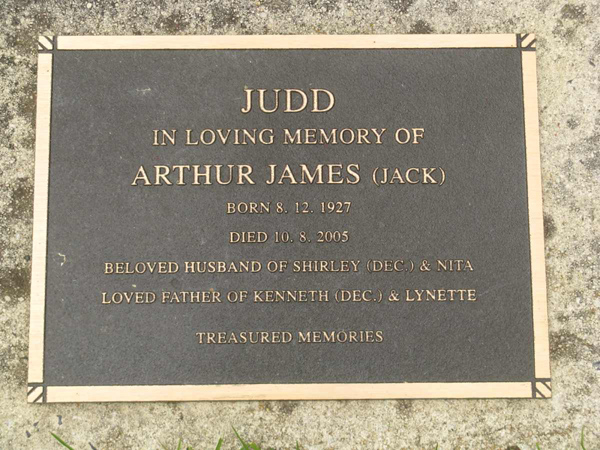 JUDD
IN LOVING MEMORY OF
ARTHUR JAMES (JACK)
BORN 8. 12. 1927
DIED 10. 8. 2005
BELOVED HUSBAND OF SHIRLEY (DEC.) & NITA
LOVED FATHER OF KENNETH (DEC.) & LYNETTE
TREASURED MEMORIES